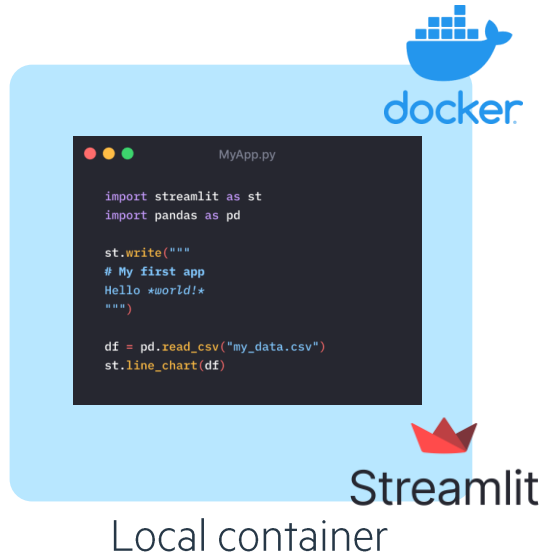 docker
MyApp.py
import streamlit as st
import pandas as pd
st.write("""
# My first app
Hello *world!*
""")
df = pd.read_csv("my_data.csv")
st.line_chart(df)
Streamlit
Local container